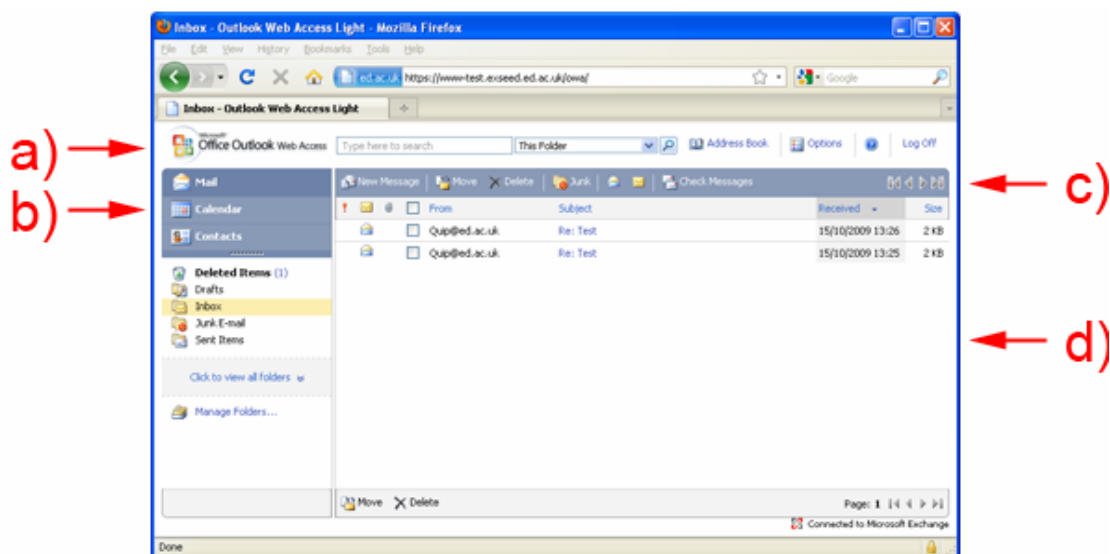 Inbox - Outlook Web Access Light - Mozilla Firefox
File Edit View History Bookmarks Tools Help
ed.ac.uk https://www-test.exseed.ed.ac.uk/owa/ Google
Inbox - Outlook Web Access Light
a) Microsoft Office Outlook Web Access Type here to search This Folder Address Book Options Log Off
Mail New Message Move Delete Junk Check Messages c)
b) Calendar From Subject Received Size
Quip@ed.ac.uk Re: Test 15/10/2009 13:26 2 KB
Contacts
Quip@ed.ac.uk Re: Test 15/10/2009 13:25 2 KB
Deleted Items (1)
Drafts
Inbox
Junk E-mail
Sent Items d)
Click to view all folders
Manage Folders...
Move Delete Page: 1
Connected to Microsoft Exchange
Done